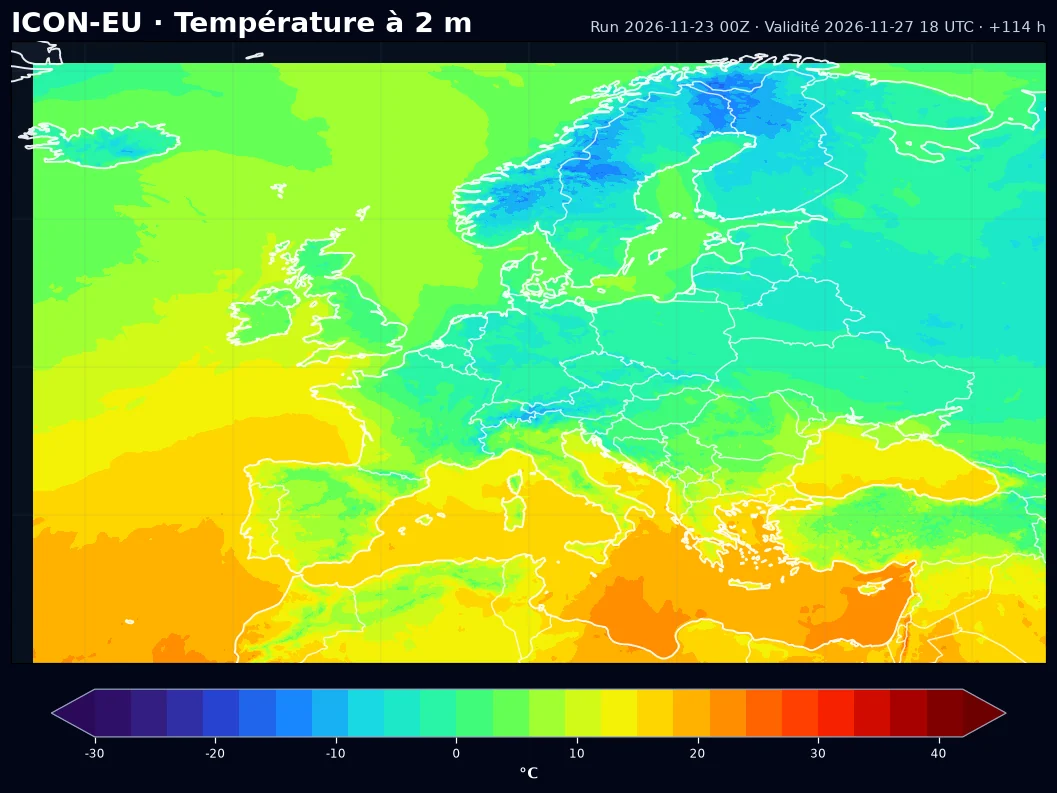 ICON-EU · Température à 2 m
Run 2026-11-23 00Z · Validité 2026-11-27 18 UTC · +114 h
-30 -20 -10 0 10 20 30 40
°C